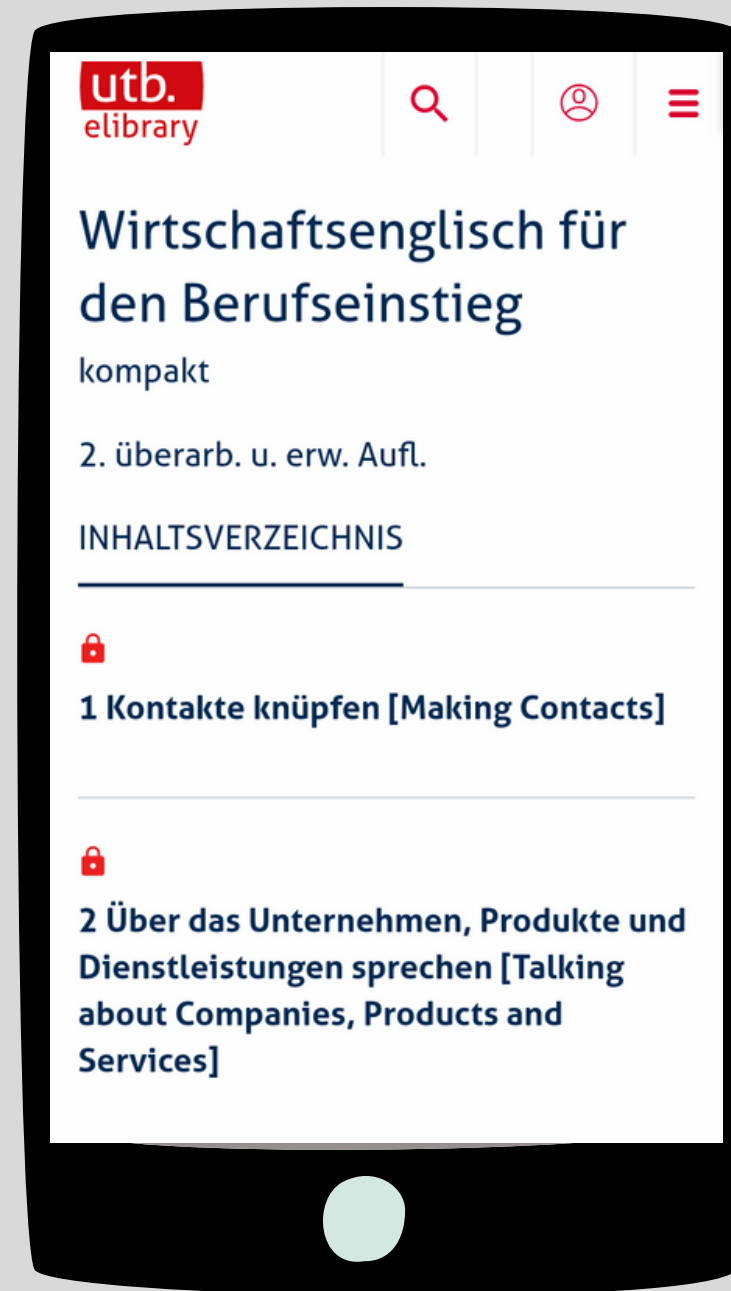 utb.
elibrary
Wirtschaftsenglisch für
den Berufseinstieg
kompakt
2. überarb. u. erw. Aufl.
INHALTSVERZEICHNIS
1 Kontakte knüpfen [Making Contacts]
2 Über das Unternehmen, Produkte und
Dienstleistungen sprechen [Talking
about Companies, Products and
Services]